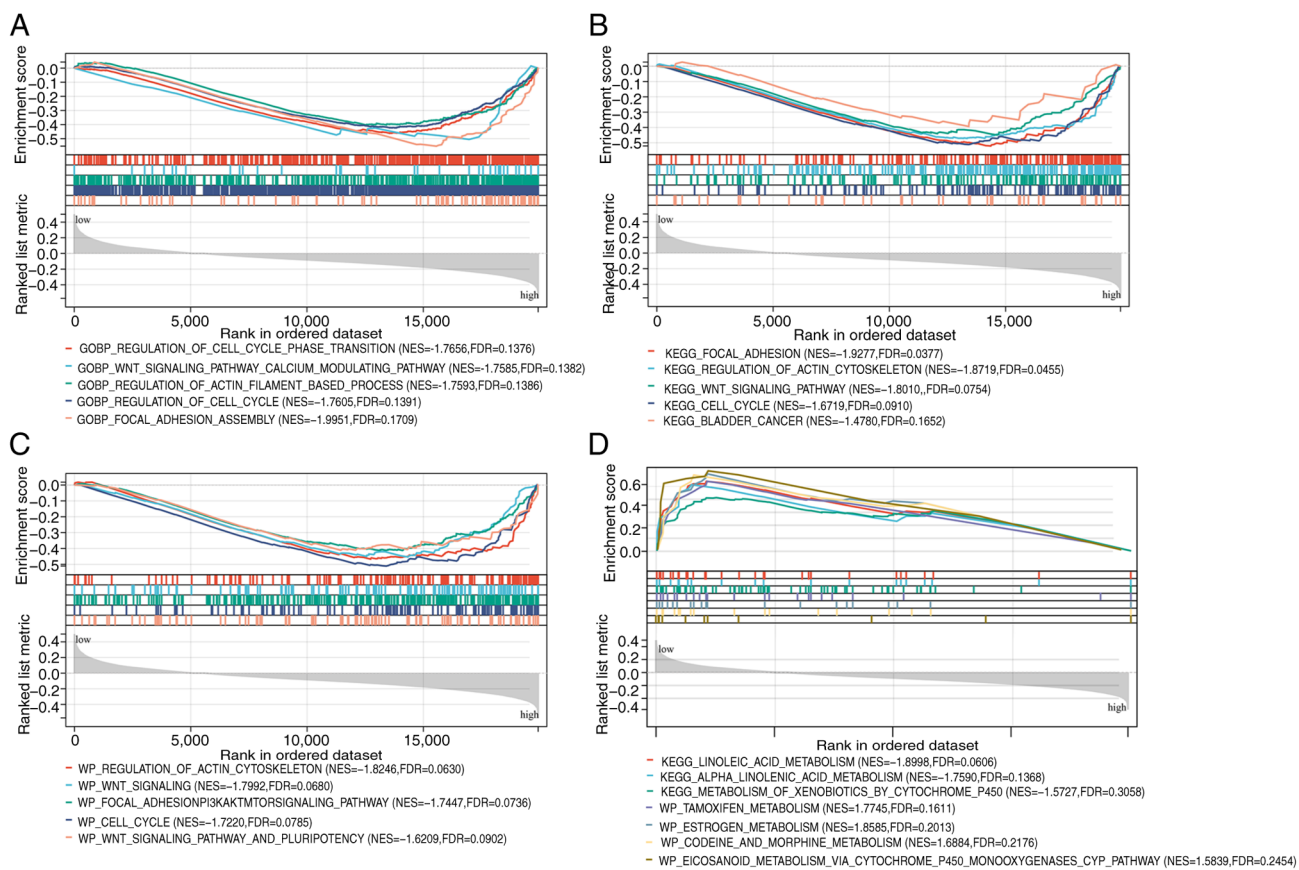 A
Enrichment score
0.0
−0.1
−0.2
−0.3
−0.4
−0.5
Ranked list metric
0.4
0.2
0.0
−0.2
−0.4
low
high
0 5,000 10,000 15,000
Rank in ordered dataset
GOBP_REGULATION_OF_CELL_CYCLE_PHASE_TRANSITION (NES=-1.7656,FDR=0.1376)
GOBP_WNT_SIGNALING_PATHWAY_CALCIUM_MODULATING_PATHWAY (NES=-1.7585,FDR=0.1382)
GOBP_REGULATION_OF_ACTIN_FILAMENT_BASED_PROCESS (NES=−1.7593,FDR=0.1386)
GOBP_REGULATION_OF_CELL_CYCLE (NES=−1.7605,FDR=0.1391)
GOBP_FOCAL_ADHESION_ASSEMBLY (NES=−1.9951,FDR=0.1709)
B
Enrichment score
0.0
−0.1
−0.2
−0.3
−0.4
−0.5
Ranked list metric
0.4
0.2
0.0
−0.2
−0.4
low
high
0 5,000 10,000 15,000
Rank in ordered dataset
KEGG_FOCAL_ADHESION (NES=−1.9277,FDR=0.0377)
KEGG_REGULATION_OF_ACTIN_CYTOSKELETON (NES=−1.8719,FDR=0.0455)
KEGG_WNT_SIGNALING_PATHWAY (NES=−1.8010,,FDR=0.0754)
KEGG_CELL_CYCLE (NES=−1.6719,FDR=0.0910)
KEGG_BLADDER_CANCER (NES=−1.4780,FDR=0.1652)
C
Enrichment score
0.0
−0.1
−0.2
−0.3
−0.4
−0.5
Ranked list metric
0.4
0.2
0.0
−0.2
−0.4
low
high
0 5,000 10,000 15,000
Rank in ordered dataset
WP_REGULATION_OF_ACTIN_CYTOSKELETON (NES=−1.8246,FDR=0.0630)
WP_WNT_SIGNALING (NES=−1.7992,FDR=0.0680)
WP_FOCAL_ADHESIONPI3KAKTMTORSIGNALING_PATHWAY (NES=−1.7447,FDR=0.0736)
WP_CELL_CYCLE (NES=−1.7220,FDR=0.0785)
WP_WNT_SIGNALING_PATHWAY_AND_PLURIPOTENCY (NES=−1.6209,FDR=0.0902)
D
Enrichment score
0.6
0.4
0.2
0.0
Ranked list metric
0.4
0.2
0.0
−0.2
−0.4
low
high
Rank in ordered dataset
KEGG_LINOLEIC_ACID_METABOLISM (NES=−1.8998,FDR=0.0606)
KEGG_ALPHA_LINOLENIC_ACID_METABOLISM (NES=−1.7590,FDR=0.1368)
KEGG_METABOLISM_OF_XENOBIOTICS_BY_CYTOCHROME_P450 (NES=−1.5727,FDR=0.3058)
WP_TAMOXIFEN_METABOLISM (NES=1.7745,FDR=0.1611)
WP_ESTROGEN_METABOLISM (NES=1.8585,FDR=0.2013)
WP_CODEINE_AND_MORPHINE_METABOLISM (NES=1.6884,FDR=0.2176)
WP_EICOSANOID_METABOLISM_VIA_CYTOCHROME_P450_MONOOXYGENASES_CYP_PATHWAY (NES=1.5839,FDR=0.2454)